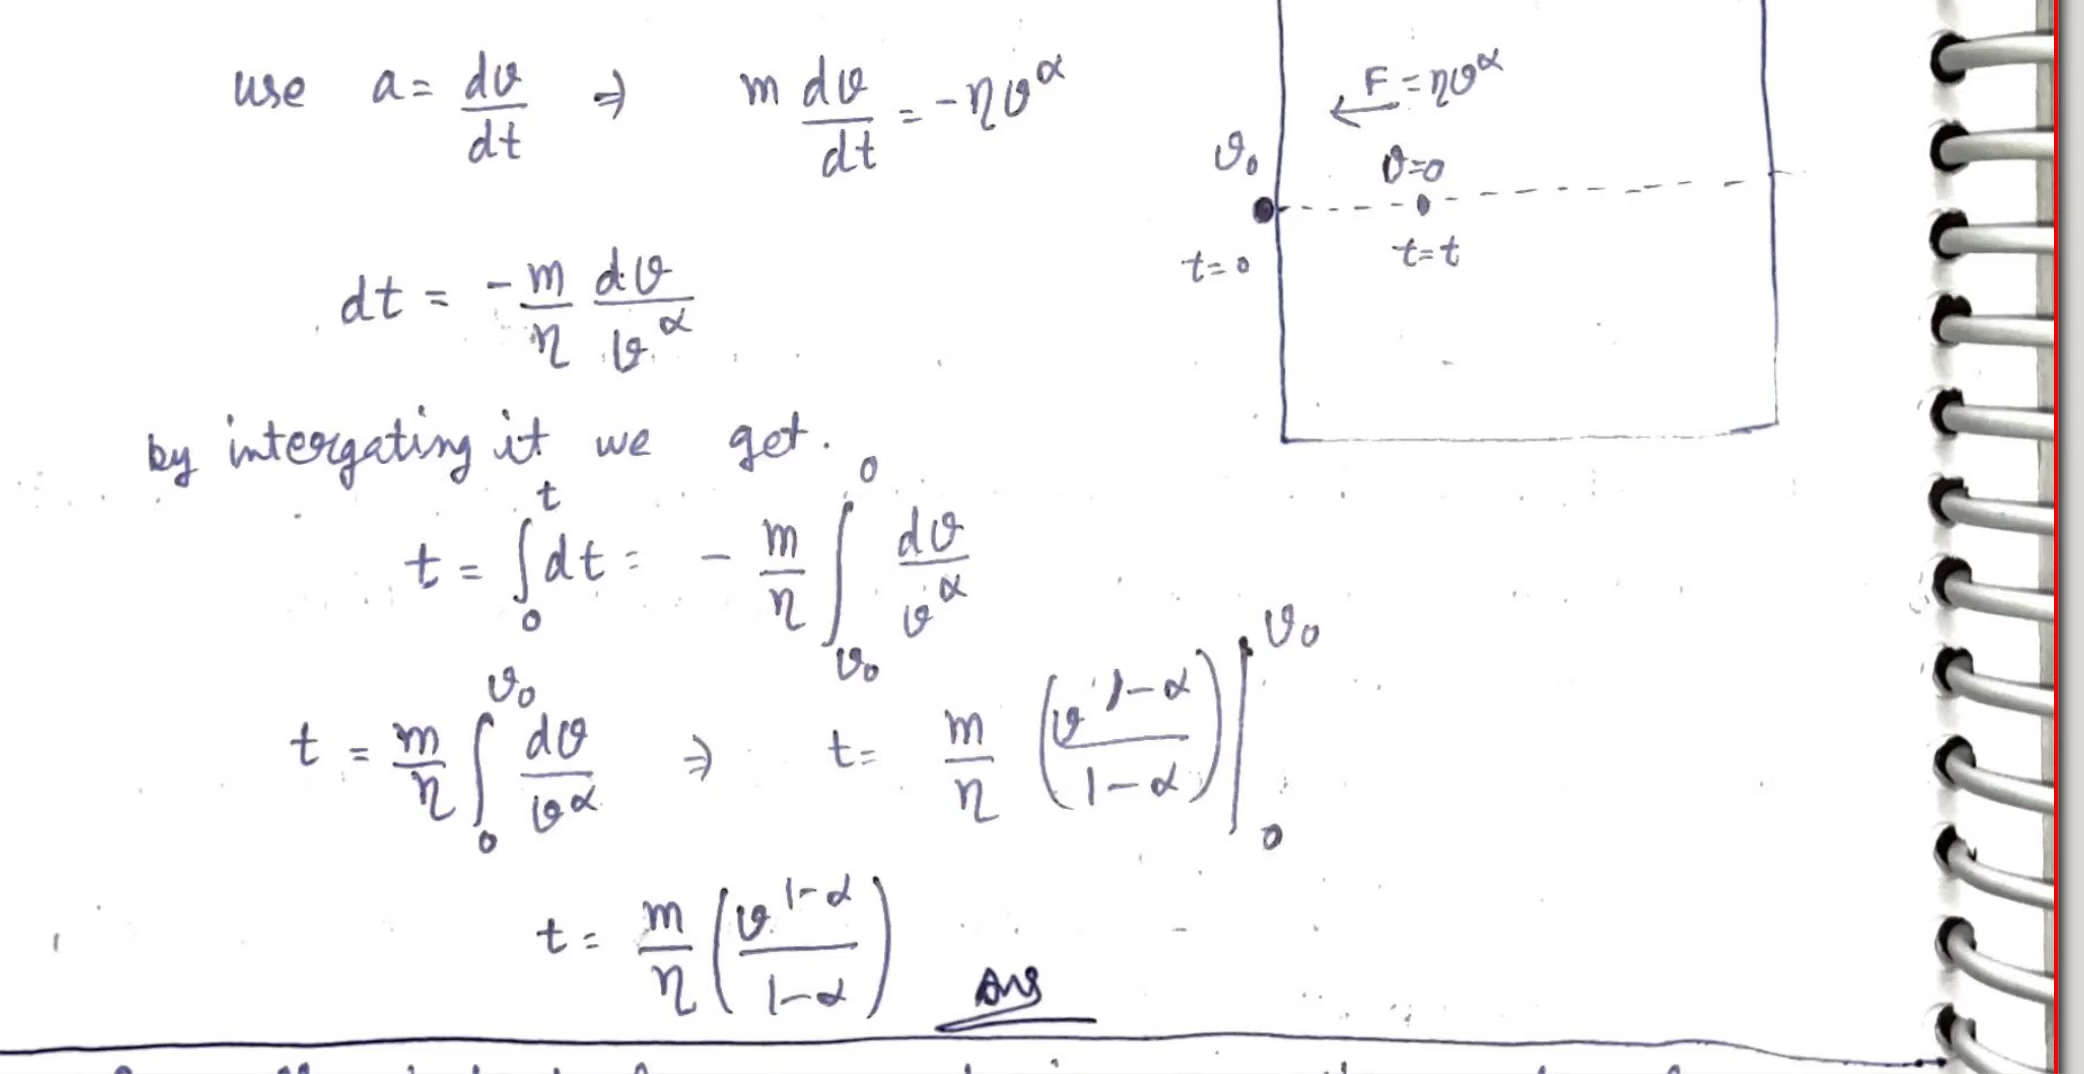 use a = dv/dt ⇒ m dv/dt = -ηv^α
F = ηv^α
v₀
v=0
t=0
t=t
dt = -m/η dv/v^α
by intergating it we get.
t = ∫₀^t dt = - m/η ∫_{v₀}^0 dv/v^α
t = m/η ∫₀^{v₀} dv/v^α ⇒ t = m/η (v^{1-α}/(1-α))|₀^{v₀}
t = m/η (v^{1-α}/(1-α)) Ans